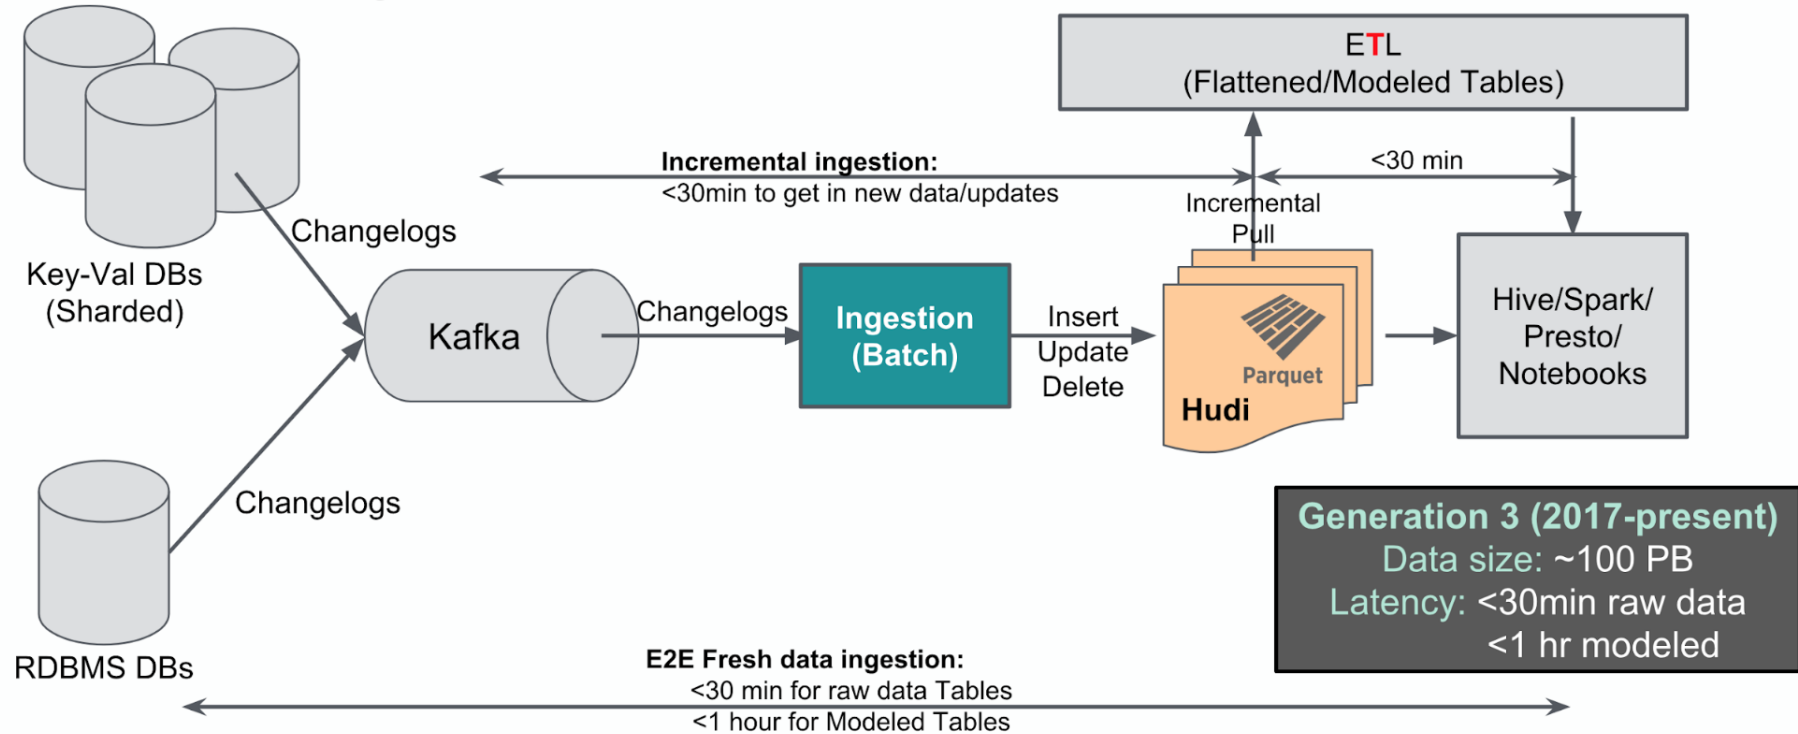 ETL
(Flattened/Modeled Tables)
Incremental ingestion:
<30min to get in new data/updates
<30 min
Incremental
Pull
Changelogs
Key-Val DBs
(Sharded)
Kafka
Changelogs
Ingestion
(Batch)
Insert
Update
Delete
Parquet
Hudi
Hive/Spark/
Presto/
Notebooks
Changelogs
RDBMS DBs
Generation 3 (2017-present)
Data size: ~100 PB
Latency: <30min raw data
<1 hr modeled
E2E Fresh data ingestion:
<30 min for raw data Tables
<1 hour for Modeled Tables